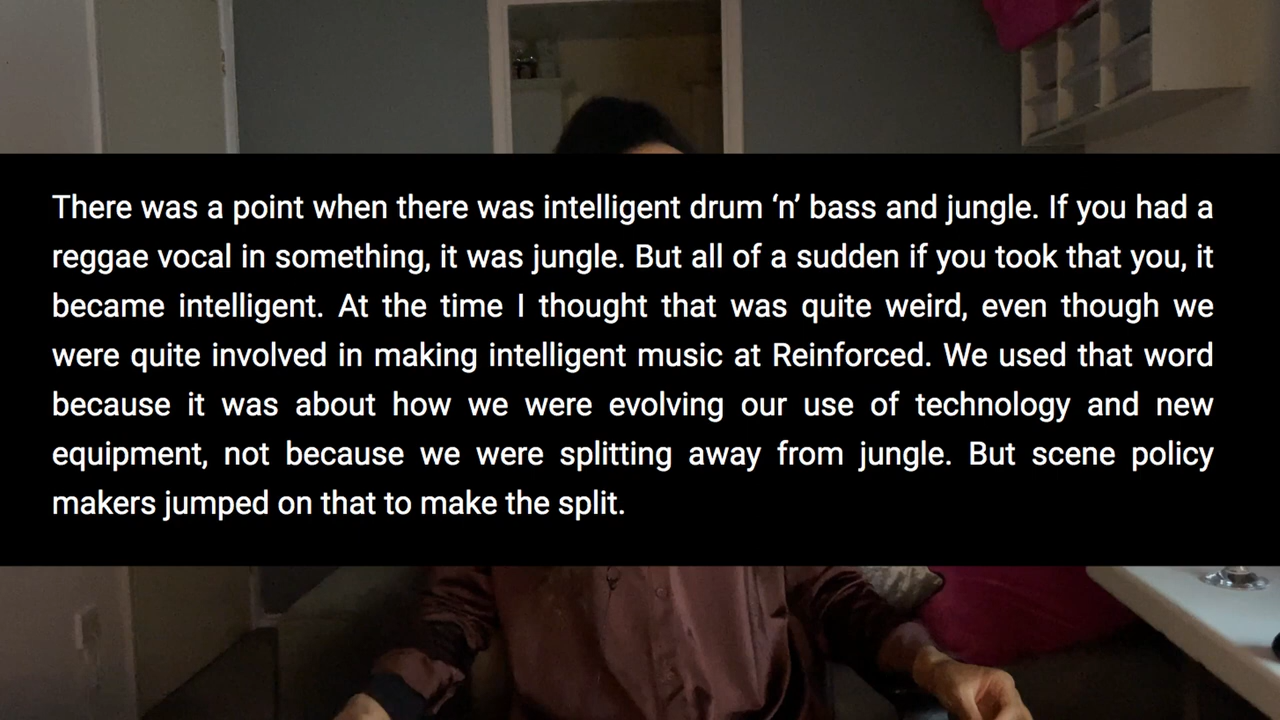 There was a point when there was intelligent drum ‘n’ bass and jungle. If you had a
reggae vocal in something, it was jungle. But all of a sudden if you took that you, it
became intelligent. At the time I thought that was quite weird, even though we
were quite involved in making intelligent music at Reinforced. We used that word
because it was about how we were evolving our use of technology and new
equipment, not because we were splitting away from jungle. But scene policy
makers jumped on that to make the split.